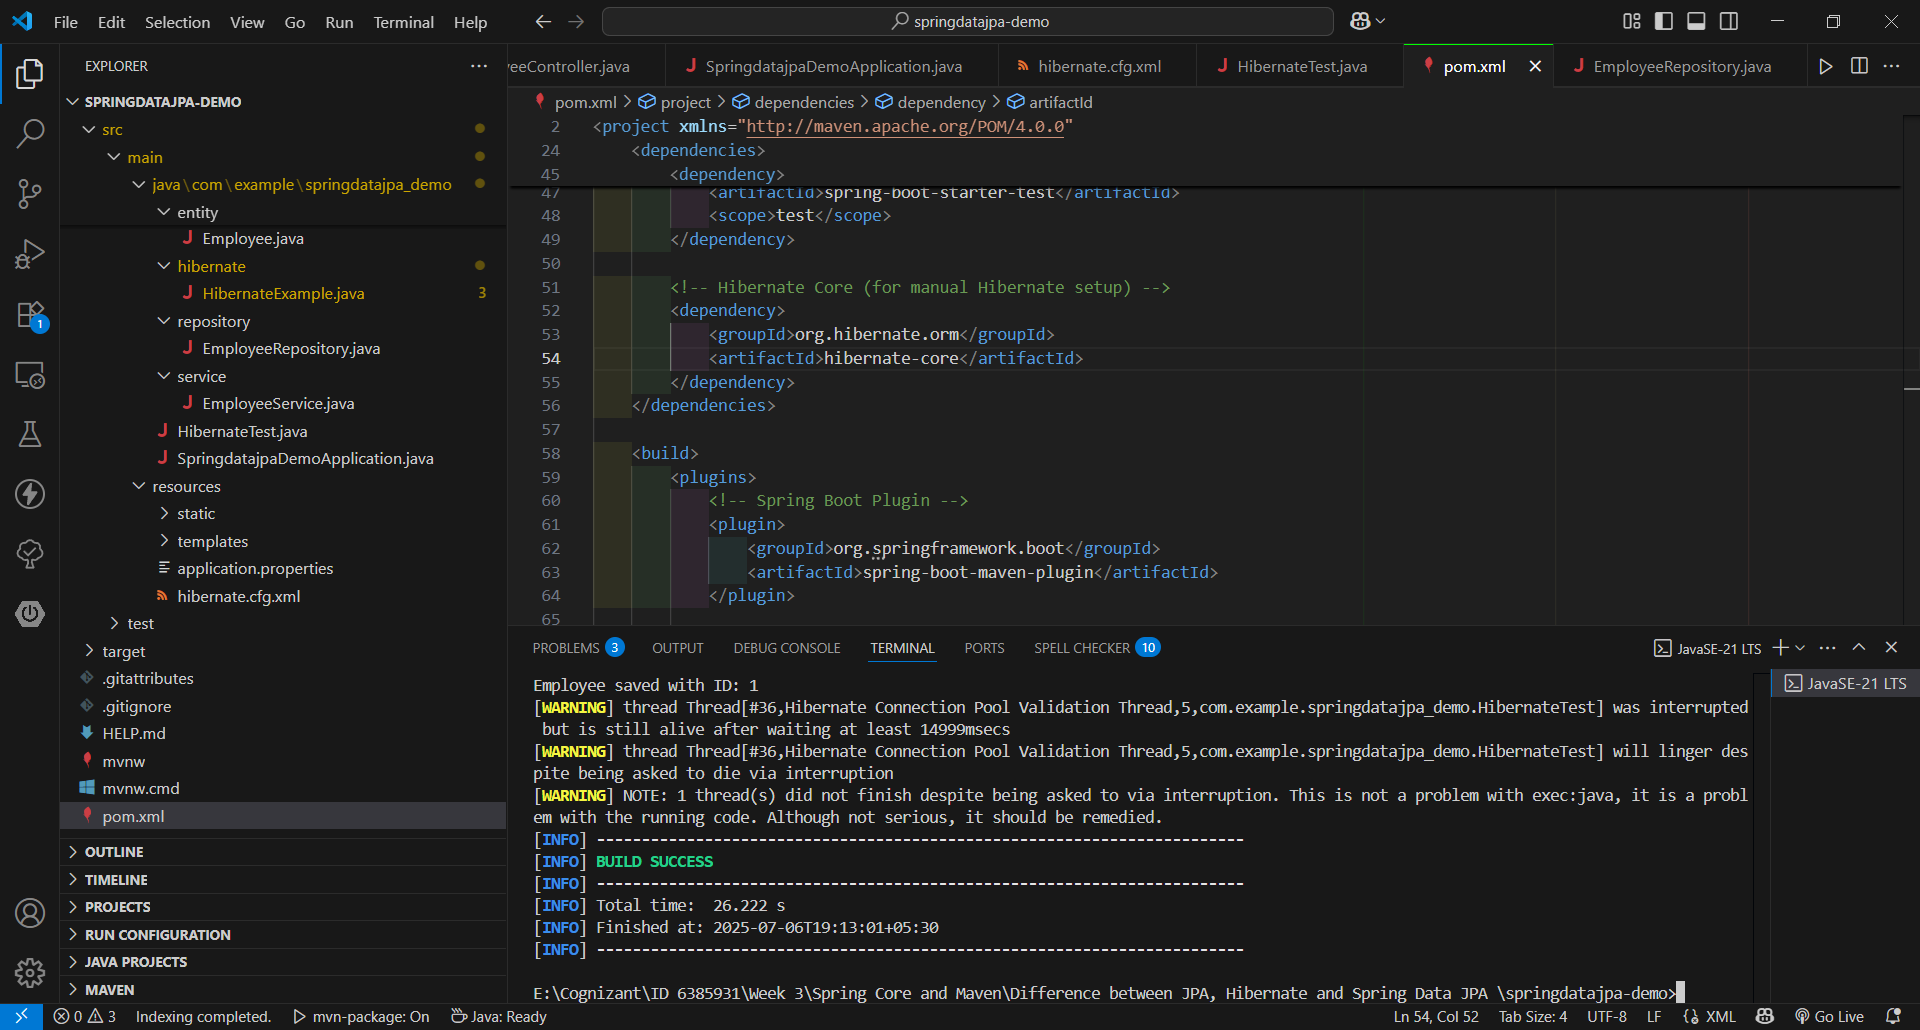 File Edit Selection View Go Run Terminal Help
springdatajpa-demo
EXPLORER
SPRINGDATAJPA-DEMO
src
main
java\com\example\springdatajpa_demo
entity
Employee.java
hibernate
HibernateExample.java 3
repository
EmployeeRepository.java
service
EmployeeService.java
HibernateTest.java
SpringdatajpaDemoApplication.java
resources
static
templates
application.properties
hibernate.cfg.xml
test
target
.gitattributes
.gitignore
HELP.md
mvnw
mvnw.cmd
pom.xml
OUTLINE
TIMELINE
PROJECTS
RUN CONFIGURATION
JAVA PROJECTS
MAVEN
1
eeController.java SpringdatajpaDemoApplication.java hibernate.cfg.xml HibernateTest.java pom.xml EmployeeRepository.java
pom.xml > project > dependencies > dependency > artifactId
2 <project xmlns="http://maven.apache.org/POM/4.0.0"
24 <dependencies>
45 <dependency>
47 <artifactId>spring-boot-starter-test</artifactId>
48 <scope>test</scope>
49 </dependency>
50
51 <!-- Hibernate Core (for manual Hibernate setup) -->
52 <dependency>
53 <groupId>org.hibernate.orm</groupId>
54 <artifactId>hibernate-core</artifactId>
55 </dependency>
56 </dependencies>
57
58 <build>
59 <plugins>
60 <!-- Spring Boot Plugin -->
61 <plugin>
62 <groupId>org.springframework.boot</groupId>
63 <artifactId>spring-boot-maven-plugin</artifactId>
64 </plugin>
65
PROBLEMS 3 OUTPUT DEBUG CONSOLE TERMINAL PORTS SPELL CHECKER 10
JavaSE-21 LTS
JavaSE-21 LTS
Employee saved with ID: 1
[WARNING] thread Thread[#36,Hibernate Connection Pool Validation Thread,5,com.example.springdatajpa_demo.HibernateTest] was interrupted
but is still alive after waiting at least 14999msecs
[WARNING] thread Thread[#36,Hibernate Connection Pool Validation Thread,5,com.example.springdatajpa_demo.HibernateTest] will linger des
pite being asked to die via interruption
[WARNING] NOTE: 1 thread(s) did not finish despite being asked to via interruption. This is not a problem with exec:java, it is a probl
em with the running code. Although not serious, it should be remedied.
[INFO] ------------------------------------------------------------------------
[INFO] BUILD SUCCESS
[INFO] ------------------------------------------------------------------------
[INFO] Total time:  26.222 s
[INFO] Finished at: 2025-07-06T19:13:01+05:30
[INFO] ------------------------------------------------------------------------
E:\Cognizant\ID 6385931\Week 3\Spring Core and Maven\Difference between JPA, Hibernate and Spring Data JPA \springdatajpa-demo>
0 3 Indexing completed. mvn-package: On Java: Ready Ln 54, Col 52 Tab Size: 4 UTF-8 LF XML Go Live